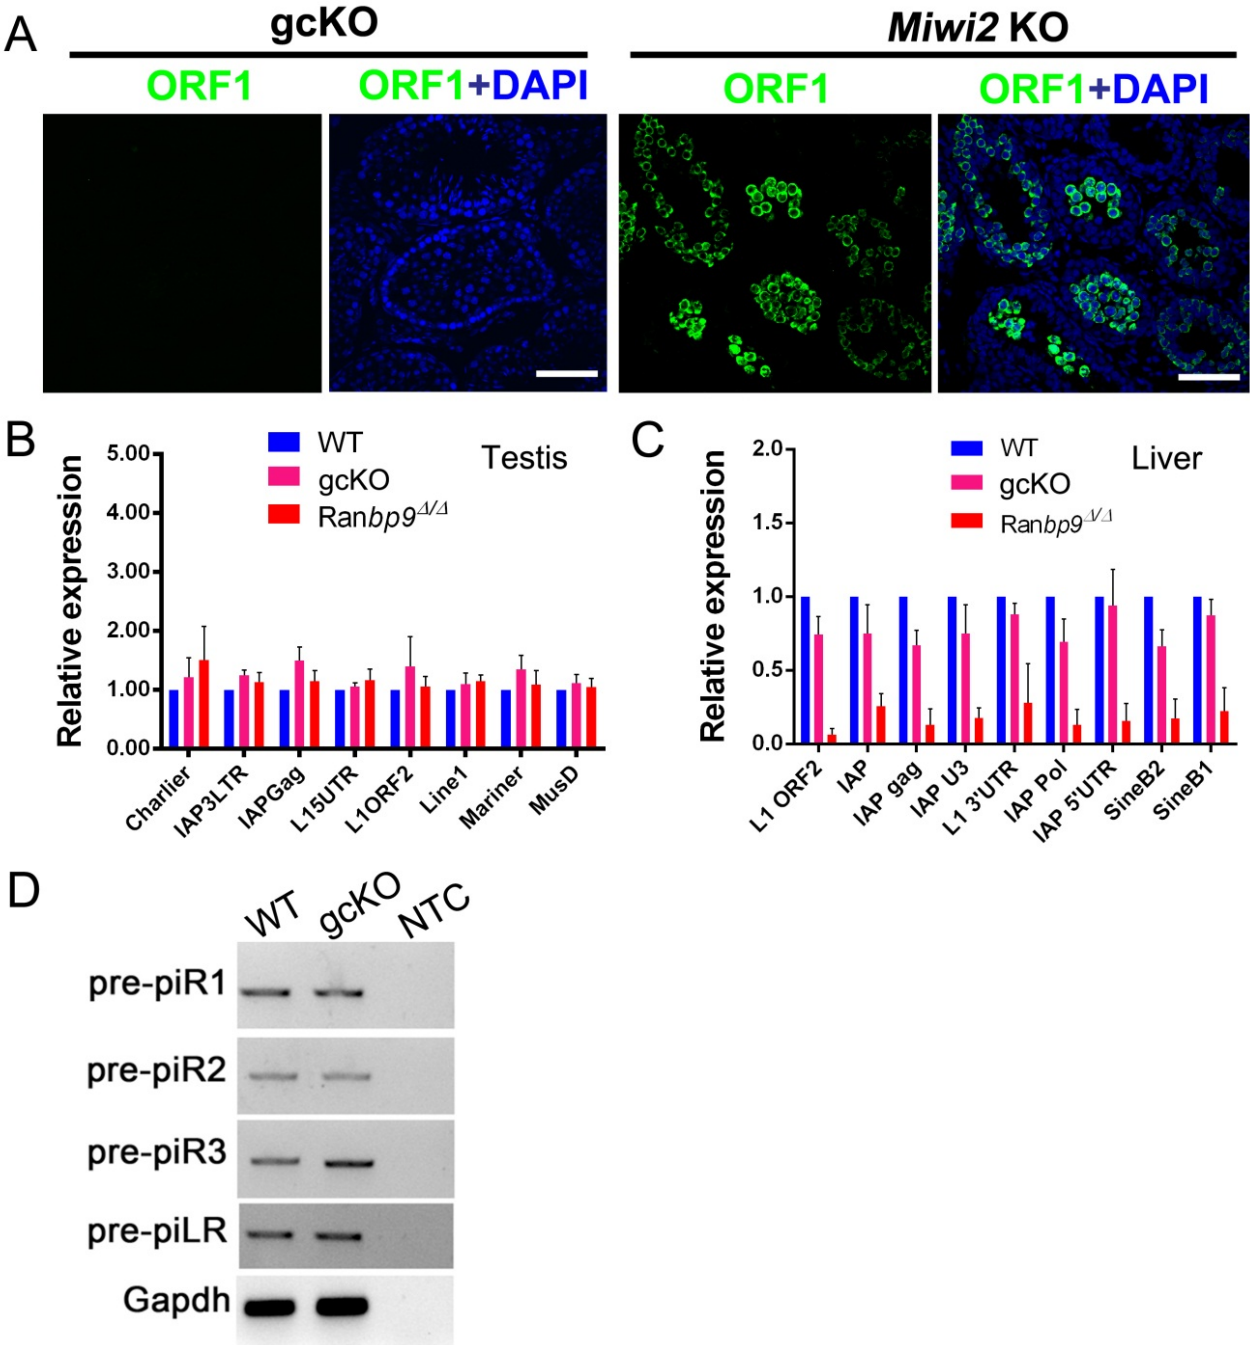 A
gcKO
Miwi2 KO
ORF1
ORF1+DAPI
ORF1
ORF1+DAPI
B
Relative expression
5.00
4.00
3.00
2.00
1.00
0.00
WT
gcKO
Ranbp9Δ/Δ
Testis
Charlier
IAP3LTR
IAPGag
L15UTR
L1ORF2
Line1
Mariner
MusD
C
Relative expression
2.0
1.5
1.0
0.5
0.0
WT
gcKO
Ranbp9Δ/Δ
Liver
L1 ORF2
IAP
IAP gag
IAP U3
L1 3'UTR
IAP Pol
IAP 5'UTR
SineB2
SineB1
D
WT
gcKO
NTC
pre-piR1
pre-piR2
pre-piR3
pre-piLR
Gapdh